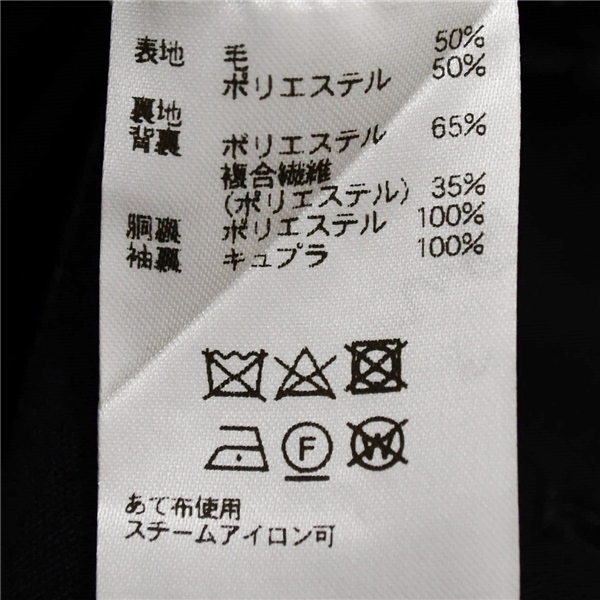 表地 毛 50%
ポリエステル 50%
裏地
背裏 ポリエステル 65%
複合繊維
(ポリエステル) 35%
胴裏 ポリエステル 100%
袖裏 キュプラ 100%
F W
あて布使用
スチームアイロン可